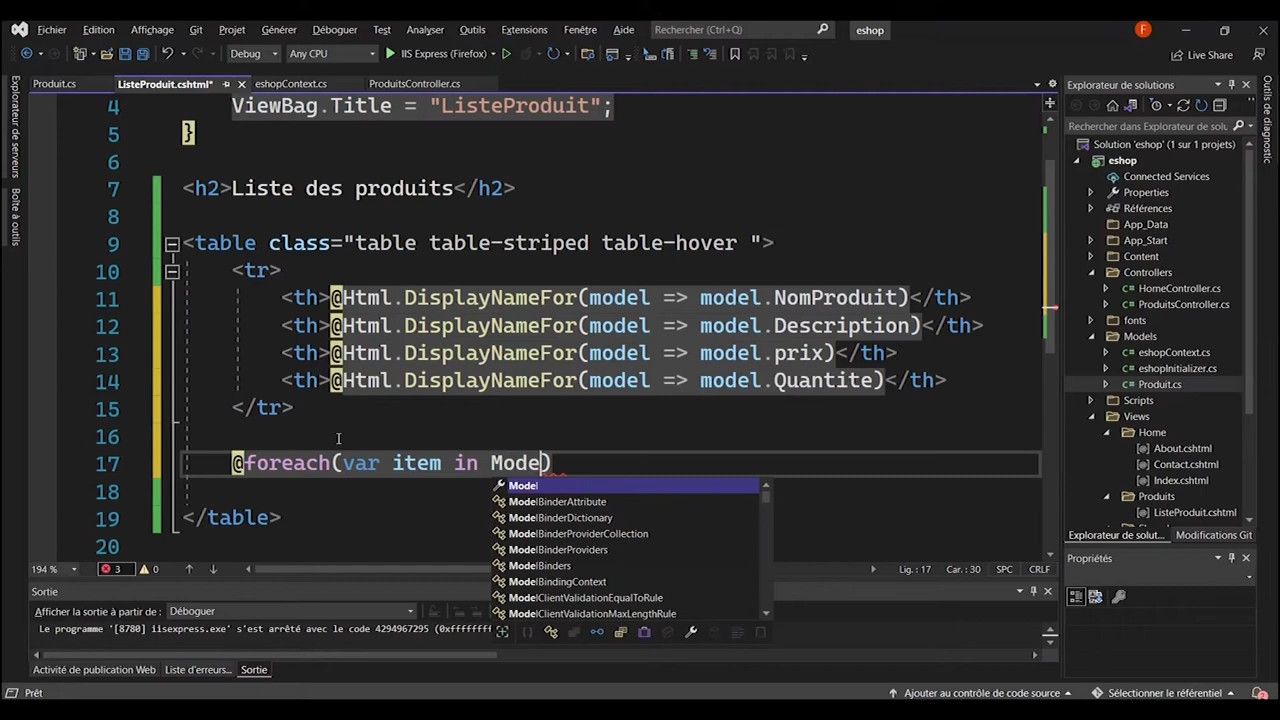 Fichier Edition Affichage Git Projet Générer Déboguer Test Analyser Outils Extensions Fenêtre Aide Rechercher (Ctrl+Q) eshop F
Debug Any CPU IIS Express (Firefox) Live Share
Produit.cs ListeProduit.cshtml* eshopContext.cs ProduitsController.cs
Explorateur de serveurs
Boîte à outils
4 ViewBag.Title = "ListeProduit";
5 }
6
7 <h2>Liste des produits</h2>
8
9 <table class="table table-striped table-hover ">
10 <tr>
11 <th>@Html.DisplayNameFor(model => model.NomProduit)</th>
12 <th>@Html.DisplayNameFor(model => model.Description)</th>
13 <th>@Html.DisplayNameFor(model => model.prix)</th>
14 <th>@Html.DisplayNameFor(model => model.Quantite)</th>
15 </tr>
16
17 @foreach(var item in Mode)
18
19 </table>
20
Model
ModelBinderAttribute
ModelBinderDictionary
ModelBinderProviderCollection
ModelBinderProviders
ModelBinders
ModelBindingContext
ModelClientValidationEqualToRule
ModelClientValidationMaxLengthRule
194 % 3 0 Lig : 17 Car : 30 SPC CRLF
Sortie
Afficher la sortie à partir de : Déboguer
Le programme '[8780] iisexpress.exe' s'est arrêté avec le code 4294967295 (0xffffffff
Activité de publication Web Liste d'erreurs... Sortie
Explorateur de solutions
Rechercher dans Explorateur de solu
Solution 'eshop' (1 sur 1 projets)
eshop
Connected Services
Properties
Références
App_Data
App_Start
Content
Controllers
HomeController.cs
ProduitsController.cs
fonts
Models
eshopContext.cs
eshopInitializer.cs
Produit.cs
Scripts
Views
Home
About.cshtml
Contact.cshtml
Index.cshtml
Produits
ListeProduit.cshtml
Explorateur de sol... Modifications Git
Propriétés
Explorateur de diagnostic
Prêt Ajouter au contrôle de code source Sélectionner le référentiel 2